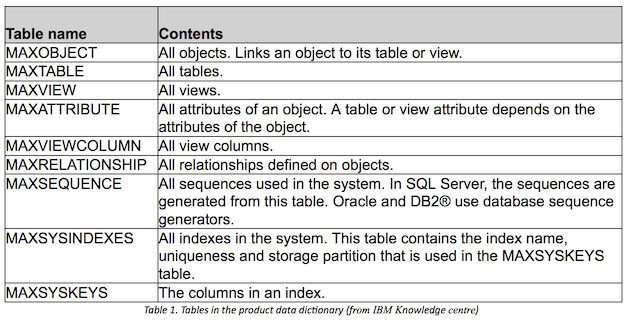 Table name Contents
MAXOBJECT All objects. Links an object to its table or view.
MAXTABLE All tables.
MAXVIEW All views.
MAXATTRIBUTE All attributes of an object. A table or view attribute depends on the
attributes of the object.
MAXVIEWCOLUMN All view columns.
MAXRELATIONSHIP All relationships defined on objects.
MAXSEQUENCE All sequences used in the system. In SQL Server, the sequences are
generated from this table. Oracle and DB2® use database sequence
generators.
MAXSYSINDEXES All indexes in the system. This table contains the index name,
uniqueness and storage partition that is used in the MAXSYSKEYS
table.
MAXSYSKEYS The columns in an index.
Table 1. Tables in the product data dictionary (from IBM Knowledge centre)